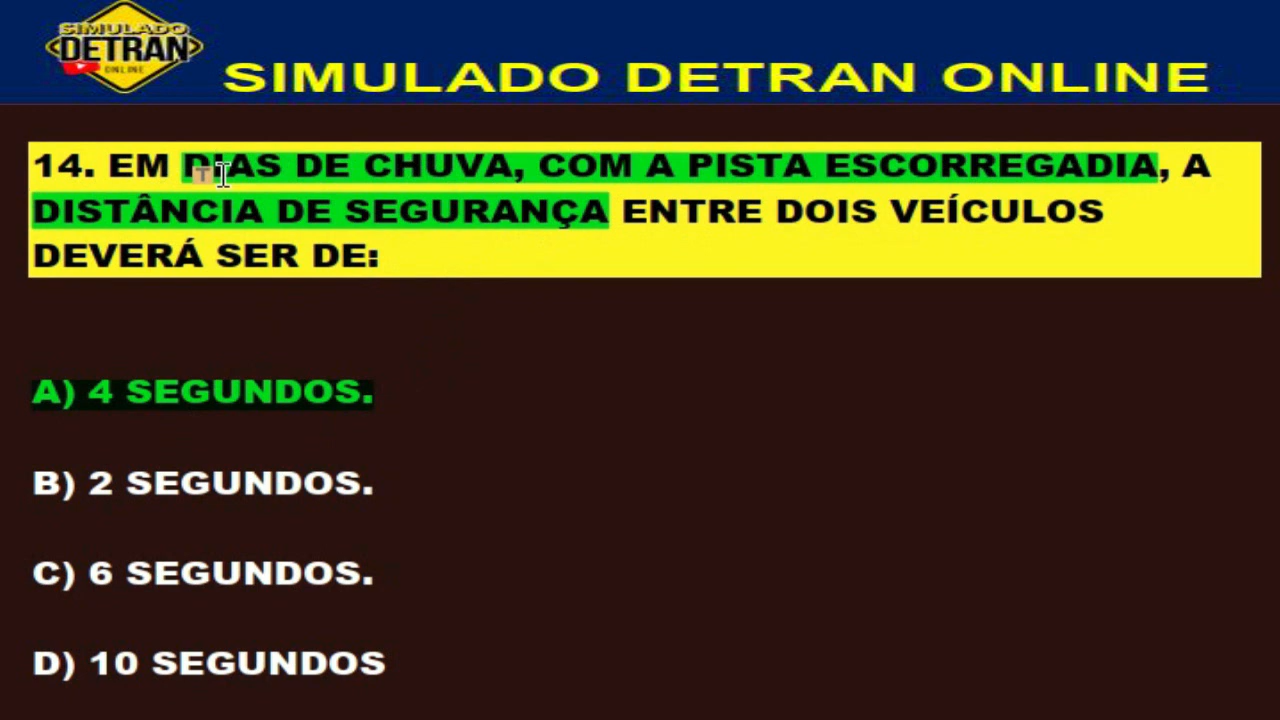 SIMULADO
DETRAN
ONLINE
SIMULADO DETRAN ONLINE
14. EM DIAS DE CHUVA, COM A PISTA ESCORREGADIA, A
DISTÂNCIA DE SEGURANÇA ENTRE DOIS VEÍCULOS
DEVERÁ SER DE:
A) 4 SEGUNDOS.
B) 2 SEGUNDOS.
C) 6 SEGUNDOS.
D) 10 SEGUNDOS